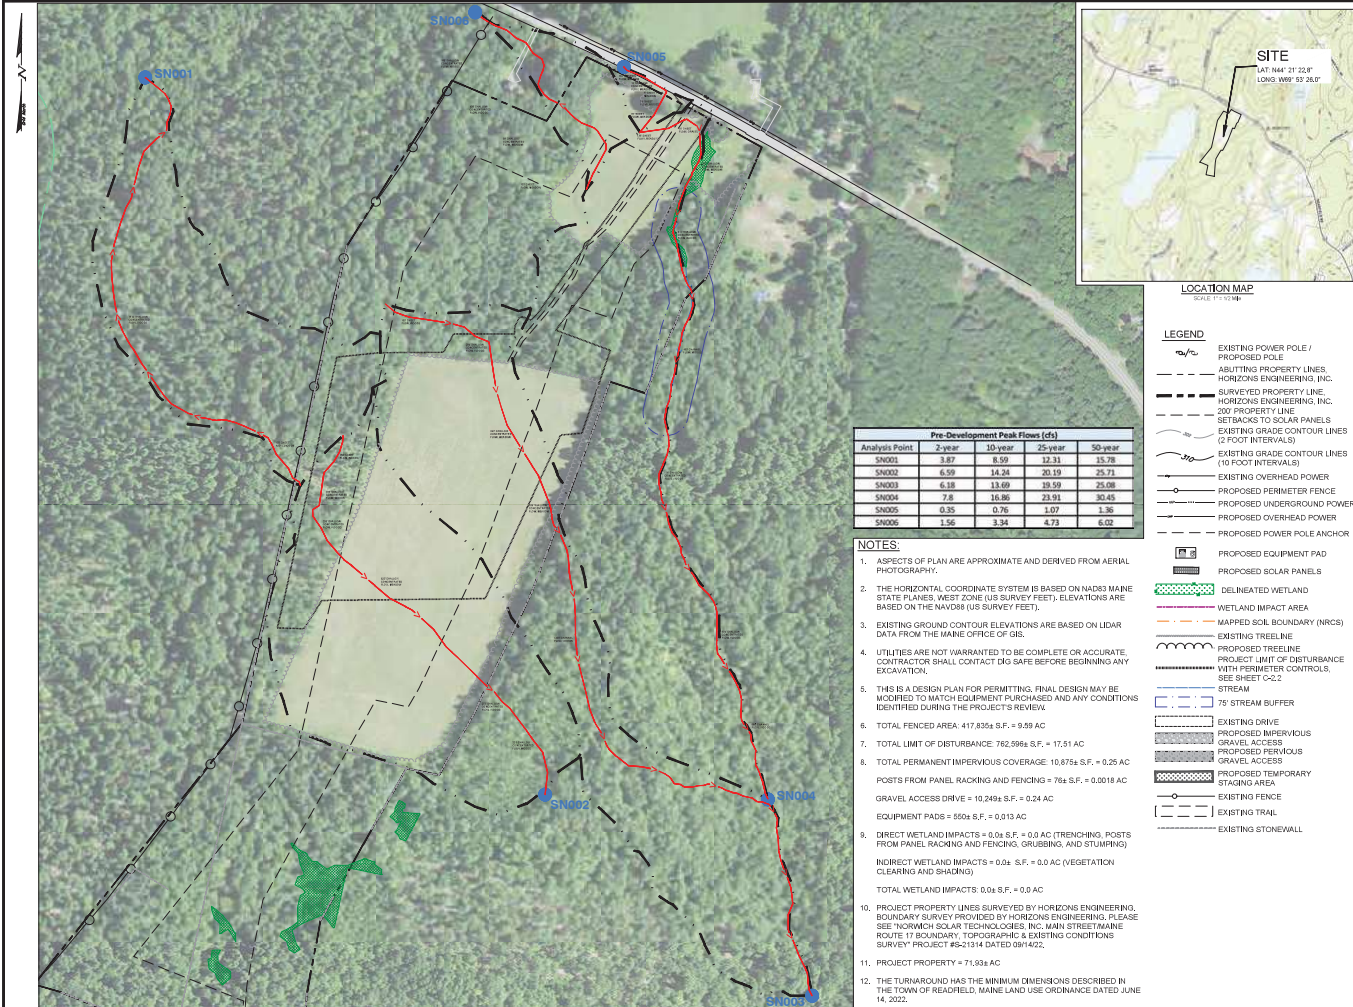 SN006
SN005
SN001
SITE
LAT: N44° 21' 22.8"
LONG: W69° 53' 26.0"
LOCATION MAP
SCALE: 1" = 1/2 Mile
LEGEND
EXISTING POWER POLE /
PROPOSED POLE
ABUTTING PROPERTY LINES,
HORIZONS ENGINEERING, INC.
SURVEYED PROPERTY LINE,
HORIZONS ENGINEERING, INC.
200' PROPERTY LINE
SETBACKS TO SOLAR PANELS
EXISTING GRADE CONTOUR LINES
(2 FOOT INTERVALS)
310
EXISTING GRADE CONTOUR LINES
(10 FOOT INTERVALS)
EXISTING OVERHEAD POWER
PROPOSED PERIMETER FENCE
PROPOSED UNDERGROUND POWER
PROPOSED OVERHEAD POWER
PROPOSED POWER POLE ANCHOR
PROPOSED EQUIPMENT PAD
PROPOSED SOLAR PANELS
DELINEATED WETLAND
WETLAND IMPACT AREA
MAPPED SOIL BOUNDARY (NRCS)
EXISTING TREELINE
PROPOSED TREELINE
PROJECT LIMIT OF DISTURBANCE
WITH PERIMETER CONTROLS,
SEE SHEET C-2.2
STREAM
75' STREAM BUFFER
EXISTING DRIVE
PROPOSED IMPERVIOUS
GRAVEL ACCESS
PROPOSED PERVIOUS
GRAVEL ACCESS
PROPOSED TEMPORARY
STAGING AREA
EXISTING FENCE
EXISTING TRAIL
EXISTING STONEWALL
Pre-Development Peak Flows (cfs)
Analysis Point 2-year 10-year 25-year 50-year
SN001 3.87 8.59 12.31 15.78
SN002 6.59 14.24 20.19 25.71
SN003 6.18 13.69 19.59 25.08
SN004 7.8 16.86 23.91 30.45
SN005 0.35 0.76 1.07 1.36
SN006 1.56 3.34 4.73 6.02
NOTES:
1. ASPECTS OF PLAN ARE APPROXIMATE AND DERIVED FROM AERIAL
PHOTOGRAPHY.
2. THE HORIZONTAL COORDINATE SYSTEM IS BASED ON NAD83 MAINE
STATE PLANES, WEST ZONE (US SURVEY FEET). ELEVATIONS ARE
BASED ON THE NAVD88 (US SURVEY FEET).
3. EXISTING GROUND CONTOUR ELEVATIONS ARE BASED ON LIDAR
DATA FROM THE MAINE OFFICE OF GIS.
4. UTILITIES ARE NOT WARRANTED TO BE COMPLETE OR ACCURATE.
CONTRACTOR SHALL CONTACT DIG SAFE BEFORE BEGINNING ANY
EXCAVATION.
5. THIS IS A DESIGN PLAN FOR PERMITTING. FINAL DESIGN MAY BE
MODIFIED TO MATCH EQUIPMENT PURCHASED AND ANY CONDITIONS
IDENTIFIED DURING THE PROJECT'S REVIEW.
6. TOTAL FENCED AREA: 417,835± S.F. = 9.59 AC
7. TOTAL LIMIT OF DISTURBANCE: 762,596± S.F. = 17.51 AC
8. TOTAL PERMANENT IMPERVIOUS COVERAGE: 10,875± S.F. = 0.25 AC
POSTS FROM PANEL RACKING AND FENCING = 76± S.F. = 0.0018 AC
GRAVEL ACCESS DRIVE = 10,249± S.F. = 0.24 AC
EQUIPMENT PADS = 550± S.F. = 0.013 AC
9. DIRECT WETLAND IMPACTS = 0.0± S.F. = 0.0 AC (TRENCHING, POSTS
FROM PANEL RACKING AND FENCING, GRUBBING, AND STUMPING)
INDIRECT WETLAND IMPACTS = 0.0± S.F. = 0.0 AC (VEGETATION
CLEARING AND SHADING)
TOTAL WETLAND IMPACTS: 0.0± S.F. = 0.0 AC
10. PROJECT PROPERTY LINES SURVEYED BY HORIZONS ENGINEERING.
BOUNDARY SURVEY PROVIDED BY HORIZONS ENGINEERING. PLEASE
SEE "NORWICH SOLAR TECHNOLOGIES, INC. MAIN STREET/MAINE
ROUTE 17 BOUNDARY, TOPOGRAPHIC & EXISTING CONDITIONS
SURVEY" PROJECT #S-21314 DATED 09/14/22.
11. PROJECT PROPERTY = 71.93± AC
12. THE TURNAROUND HAS THE MINIMUM DIMENSIONS DESCRIBED IN
THE TOWN OF READFIELD, MAINE LAND USE ORDINANCE DATED JUNE
14, 2022.
SN002
SN004
SN003
N